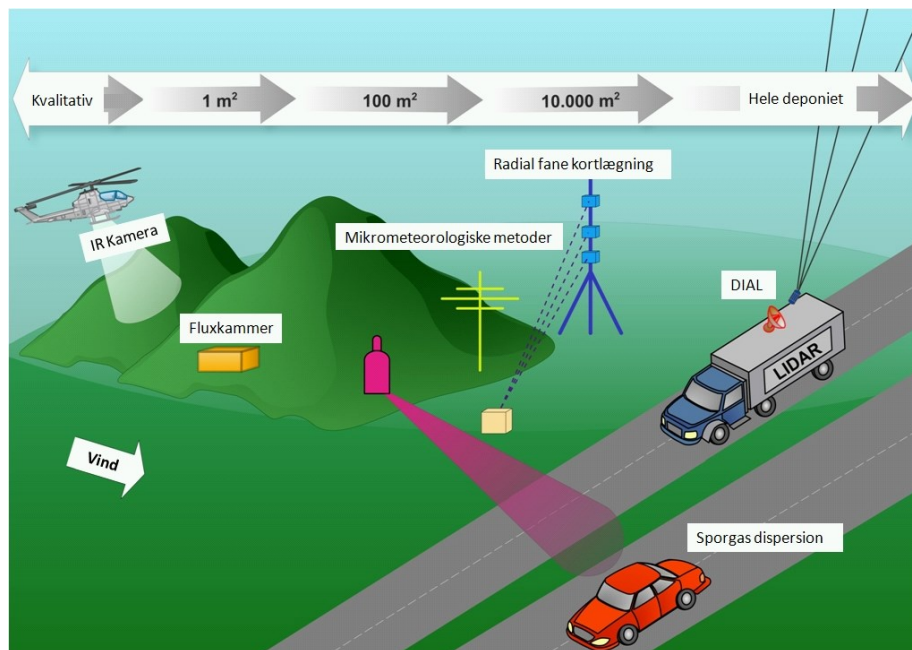 Kvalitativ
1 m²
100 m²
10.000 m²
Hele deponiet
Radial fane kortlægning
IR Kamera
Mikrometeorologiske metoder
DIAL
Fluxkammer
LIDAR
Vind
Sporgas dispersion